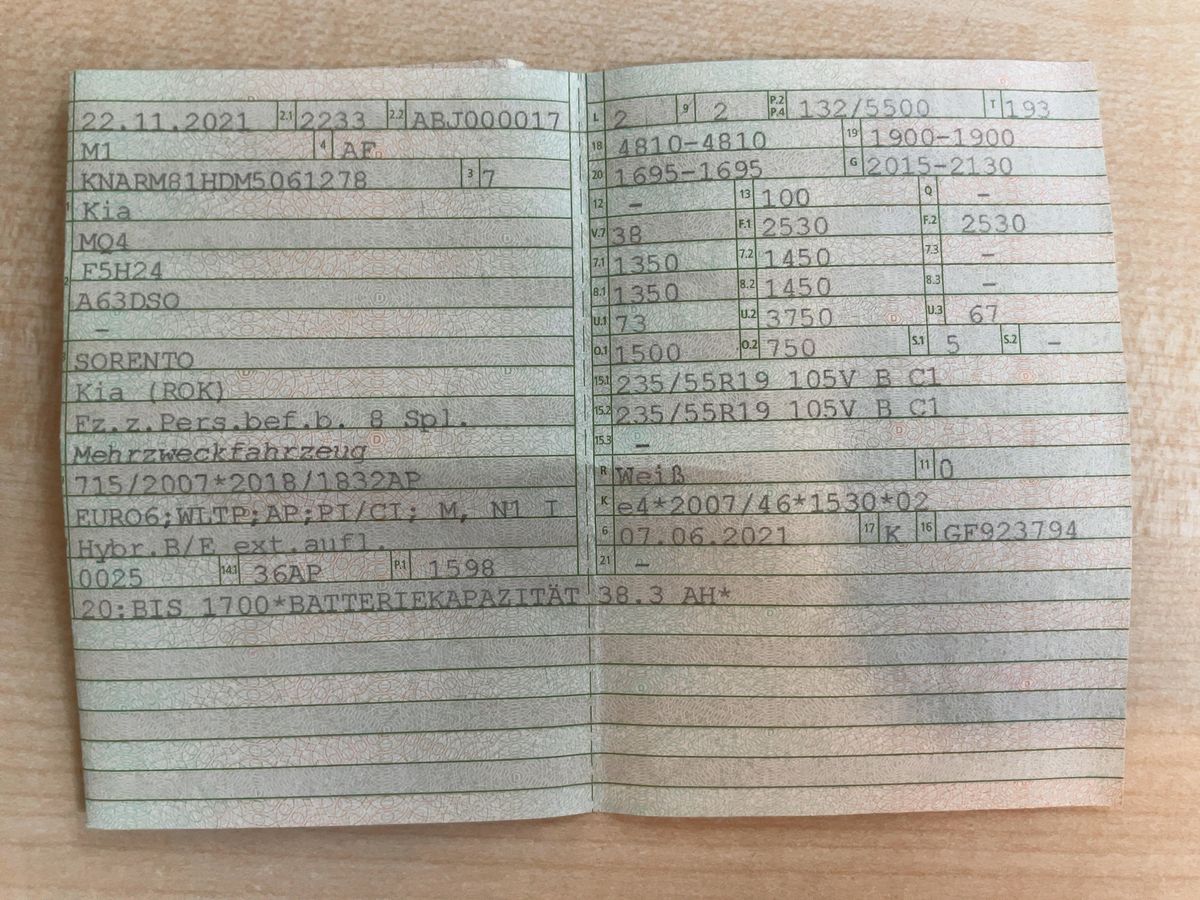 22.11.2021 2.1 2233 2.2 ABJ000017
M1 4 AF
KNARM81HDM5061278 3 7
Kia
MQ4
F5H24
A63DSO
–
SORENTO
Kia (ROK)
Fz.z.Pers.bef.b. 8 Spl.
Mehrzweckfahrzeug
715/2007*2018/1832AP
EURO6;WLTP;AP;PI/CI; M, N1 I
Hybr.B/E ext.aufl.
0025 14.1 36AP P.1 1598
L 2 9 2 P.2 P.4 132/5500 T 193
18 4810-4810 19 1900-1900
20 1695-1695 G 2015-2130
12 – 13 100 Q –
V.7 38 F.1 2530 F.2 2530
7.1 1350 7.2 1450 7.3 –
8.1 1350 8.2 1450 8.3 –
U.1 73 U.2 3750 U.3 67
O.1 1500 O.2 750 S.1 5 S.2 –
15.1 235/55R19 105V B C1
15.2 235/55R19 105V B C1
15.3 –
R Weiß 11 0
K e4*2007/46*1530*02
6 07.06.2021 17 K 16 GF923794
21 –
20:BIS 1700*BATTERIEKAPAZITÄT 38.3 AH*